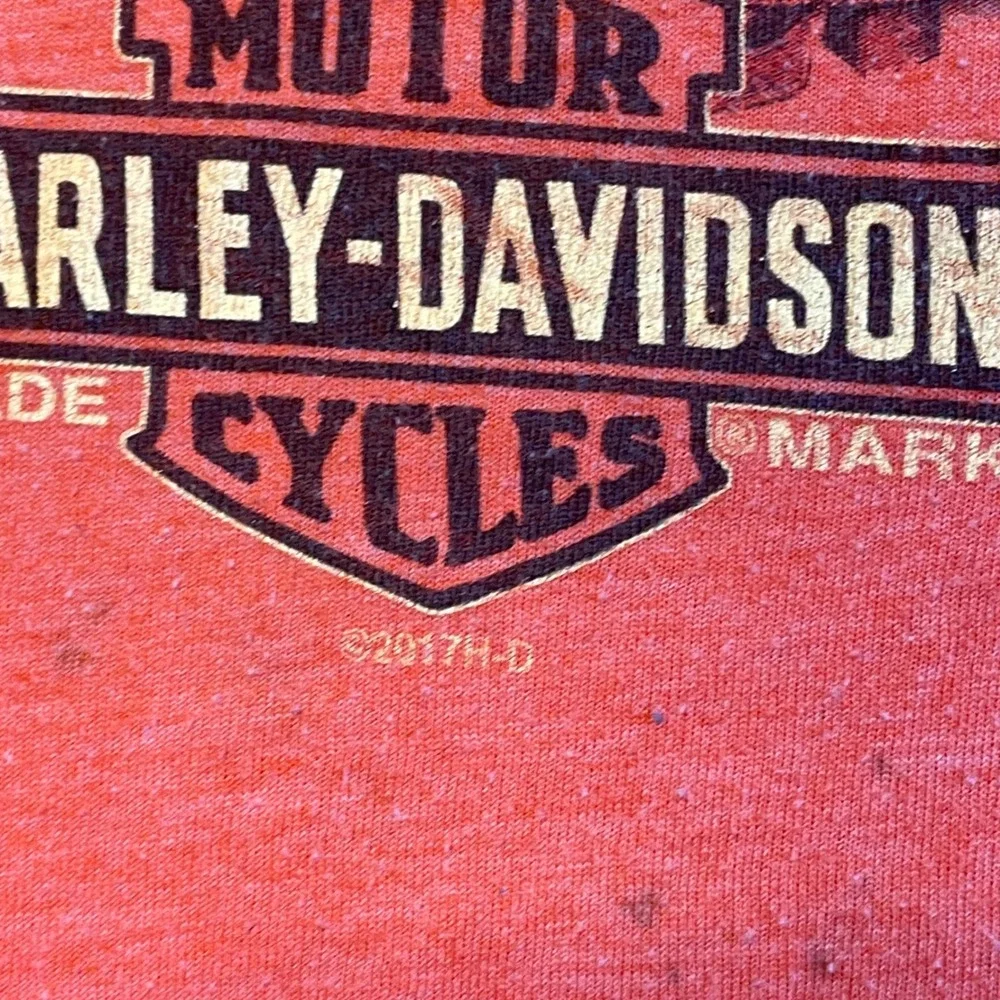 MOTOR
ARLEY-DAVIDSON
DE
CYCLES
©MARK
©2017H-D